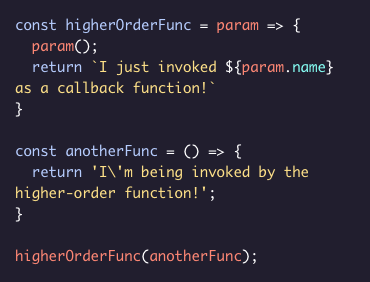 const higherOrderFunc = param => {
  param();
  return `I just invoked ${param.name}
as a callback function!`
}

const anotherFunc = () => {
  return 'I\'m being invoked by the
higher-order function!';
}

higherOrderFunc(anotherFunc);